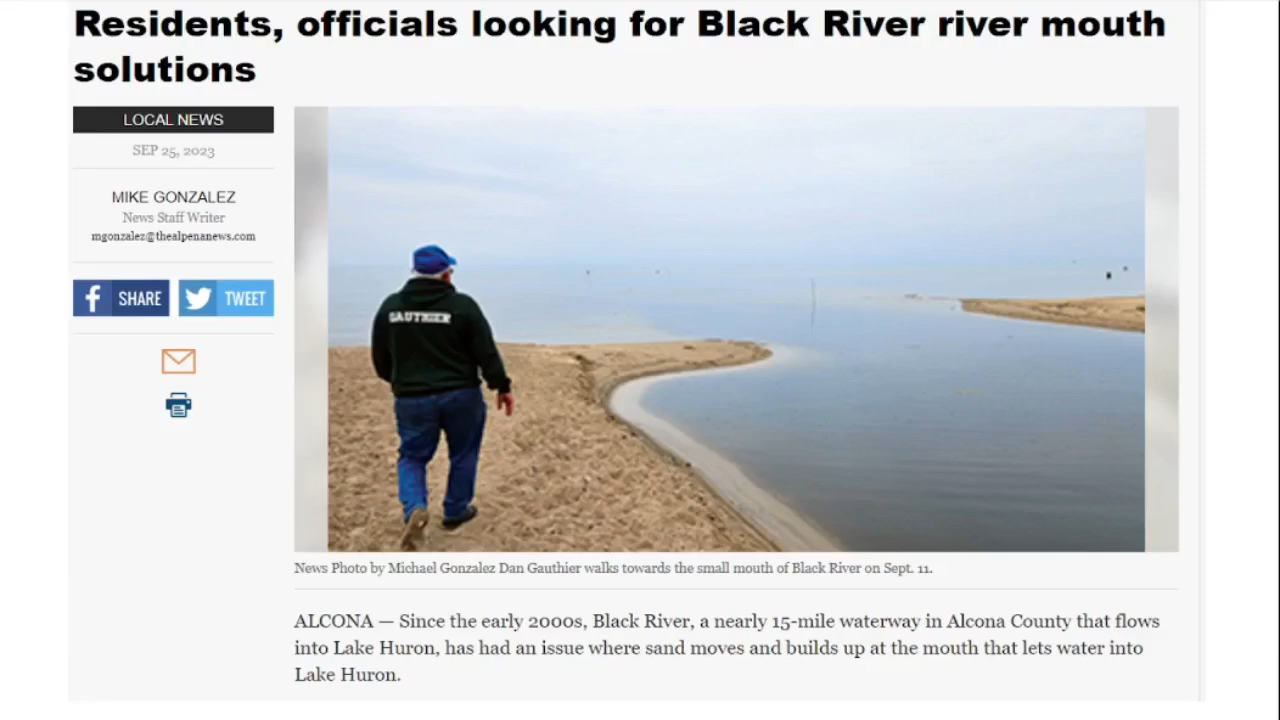 Residents, officials looking for Black River river mouth
solutions
LOCAL NEWS
SEP 25, 2023
MIKE GONZALEZ
News Staff Writer
mgonzalez@thealpenanews.com
SHARE
TWEET
GAUTHIER
News Photo by Michael Gonzalez Dan Gauthier walks towards the small mouth of Black River on Sept. 11.
ALCONA — Since the early 2000s, Black River, a nearly 15-mile waterway in Alcona County that flows
into Lake Huron, has had an issue where sand moves and builds up at the mouth that lets water into
Lake Huron.